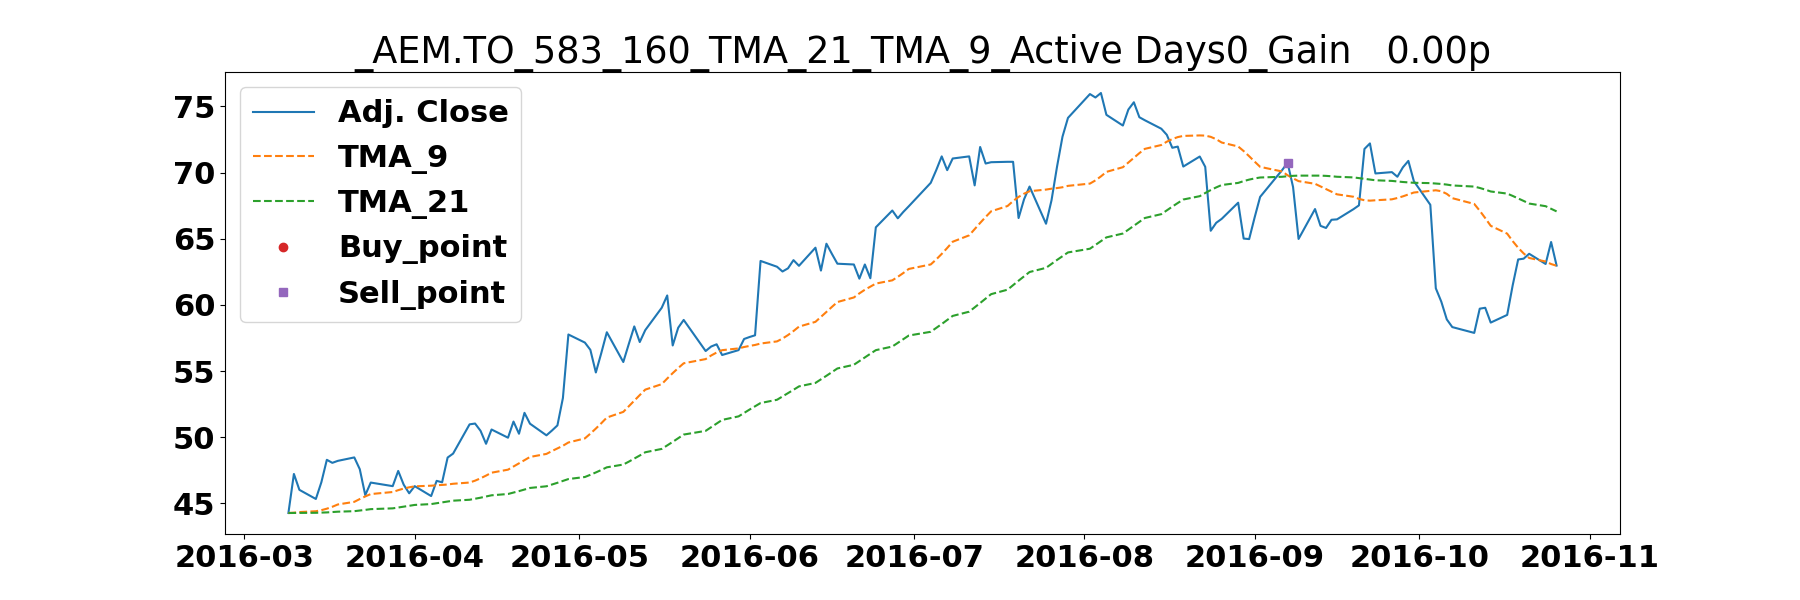 _AEM.TO_583_160_TMA_21_TMA_9_Active Days0_Gain   0.00p
Adj. Close
TMA_9
TMA_21
Buy_point
Sell_point
75
70
65
60
55
50
45
2016-03 2016-04 2016-05 2016-06 2016-07 2016-08 2016-09 2016-10 2016-11